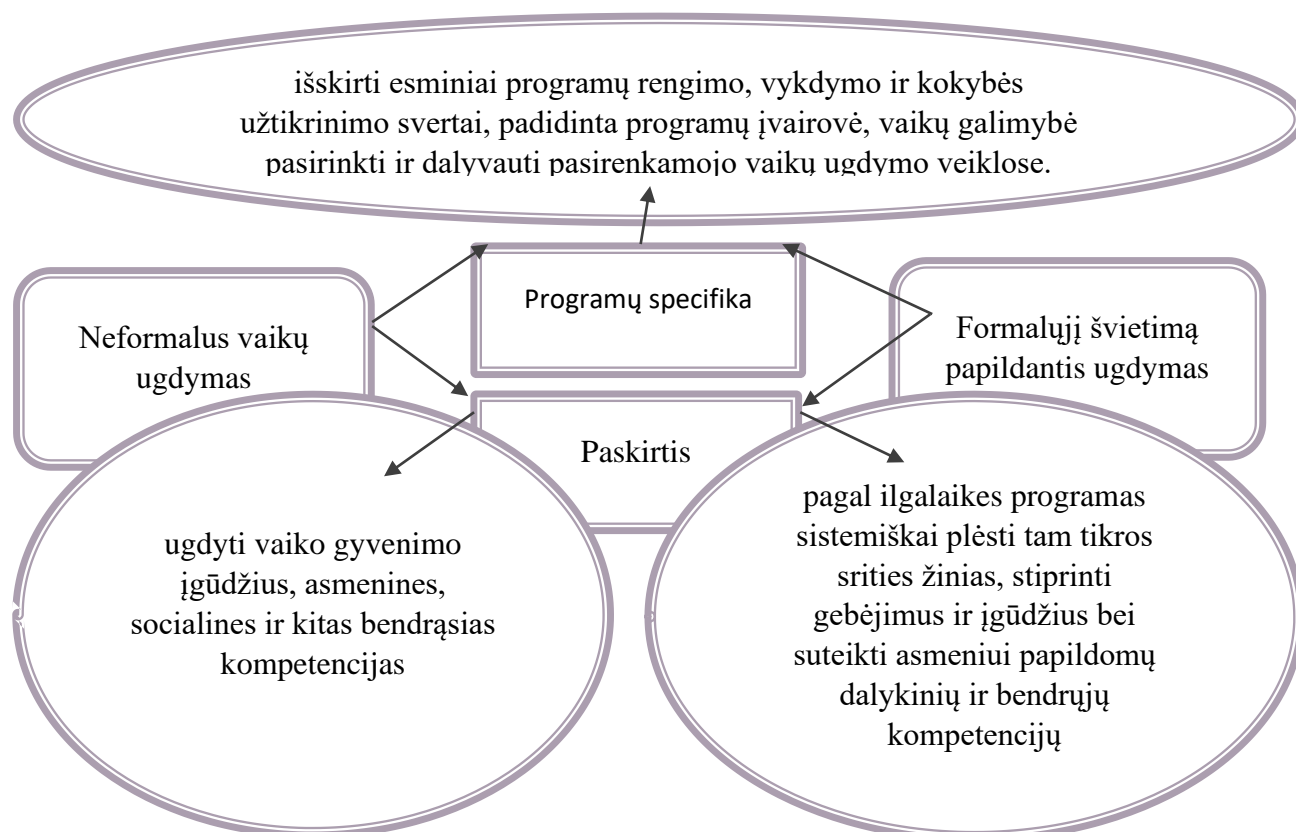 išskirti esminiai programų rengimo, vykdymo ir kokybės
užtikrinimo svertai, padidinta programų įvairovė, vaikų galimybė
pasirinkti ir dalyvauti pasirenkamojo vaikų ugdymo veiklose.
Programų specifika
Neformalus vaikų
ugdymas
Formalųjį švietimą
papildantis ugdymas
Paskirtis
ugdyti vaiko gyvenimo
įgūdžius, asmenines,
socialines ir kitas bendrąsias
kompetencijas
pagal ilgalaikes programas
sistemiškai plėsti tam tikros
srities žinias, stiprinti
gebėjimus ir įgūdžius bei
suteikti asmeniui papildomų
dalykinių ir bendrųjų
kompetencijų